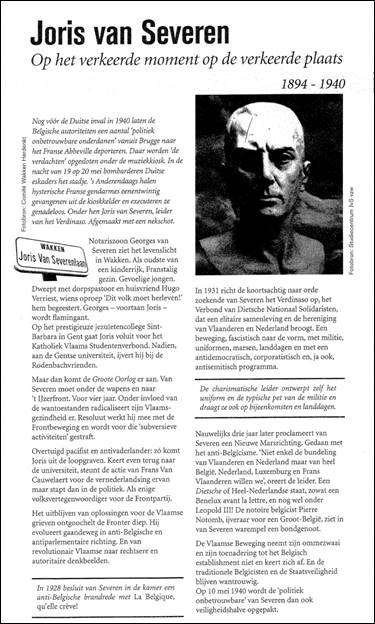 Joris van Severen
Op het verkeerde moment op de verkeerde plaats
1894 - 1940
Nog vóór de Duitse inval in 1940 laten de
Belgische autoriteiten een aantal 'politiek
onbetrouwbare onderdanen' vanuit Brugge naar
het Franse Abbeville deporteren. Daar worden 'de
verdachten' opgesloten onder de muziekkiosk. In de
nacht van 19 op 20 mei bombarderen Duitse
eskaders het stadje. 's Anderendaags halen
hysterische Franse gendarmes enentwintig
gevangenen uit de kioskkelder en executeren ze
genadeloos. Onder hen Joris van Severen, leider
van het Verdinaso. Afgemaakt met een nekschot.
Fotobron: Comité Wakken Herdenkt
WAKKEN
Joris Van Severenlaan
Notariszoon Georges van
Severen ziet het levenslicht
in Wakken. Als oudste van
een kinderrijk, Franstalig
gezin. Gevoelige jongen.
Dweept met dorpspastoor en huisvriend Hugo
Verriest, wiens oproep 'Dit volk moet herleven!'
hem begeestert. Georges – voortaan Joris –
wordt flamingant.
Op het prestigieuze jezuïetencollege Sint-
Barbara in Gent gaat Joris voluit voor het
Katholiek Vlaams Studentenverbond. Nadien,
aan de Gentse universiteit, ijvert hij bij de
Rodenbachvrienden.
Maar dan komt de Groote Oorlog er aan. Van
Severen moet onder de wapens en naar
't IJzerfront. Voor vier jaar. Onder invloed van
de wantoestanden radicaliseert zijn Vlaams-
gezindheid er. Resoluut werkt hij mee met de
Frontbeweging en wordt voor die 'subversieve
activiteiten' gestraft.
Overtuigd pacifist en antivaderlander: zó komt
Joris uit de loopgraven. Keert even terug naar
de universiteit, steunt de actie van Frans Van
Cauwelaert voor de vernederlandsing ervan
maar stapt dan in de politiek. Als enige
volksvertegenwoordiger voor de Frontpartij.
Het uitblijven van oplossingen voor de Vlaamse
grieven ontgoochelt de Fronter diep. Hij
evolueert gaandeweg in anti-Belgische en
antiparlementaire richting. En van
revolutionair Vlaamse naar rechtsere en
autoritaire denkbeelden.
In 1928 besluit van Severen in de kamer een
anti-Belgische brandrede met La Belgique,
qu'elle crève!
Fotobron: Studiecentrum JvS vzw
In 1931 richt de koortsachtig naar orde
zoekende van Severen het Verdinaso op, het
Verbond van Dietsche Nationaal Solidaristen,
dat een elitaire samenleving en de hereniging
van Vlaanderen en Nederland beoogt. Een
beweging, fascistisch naar de vorm, met militie,
uniformen, marsen, landdagen en met een
antidemocratisch, corporatistisch en, ja ook,
antisemitisch programma.
De charismatische leider ontwerpt zelf het
uniform en de typische pet van de militie en
draagt ze ook op bijeenkomsten en landdagen.
Nauwelijks drie jaar later proclameert van
Severen een Nieuwe Marsrichting. Gedaan met
het anti-Belgicisme. 'Niet enkel de bundeling
van Vlaanderen en Nederland maar van heel
België, Nederland, Luxemburg en Frans
Vlaanderen willen we', oreert de leider. Een
Dietsche of Heel-Nederlandse staat, zowat een
Benelux avant la lettre, en nog wel onder
Leopold III! De notoire belgicist Pierre
Notomb, ijveraar voor een Groot-België, ziet in
van Severen warempel een bondgenoot.
De Vlaamse Beweging neemt zijn ommezwaai
en zijn toenadering tot het Belgisch
establishment niet en keert zich af. En de
traditionele Belgicisten en de Staatsveiligheid
blijven wantrouwig.
Op 10 mei 1940 wordt de 'politiek
onbetrouwbare' van Severen dan ook
veiligheidshalve opgepakt.